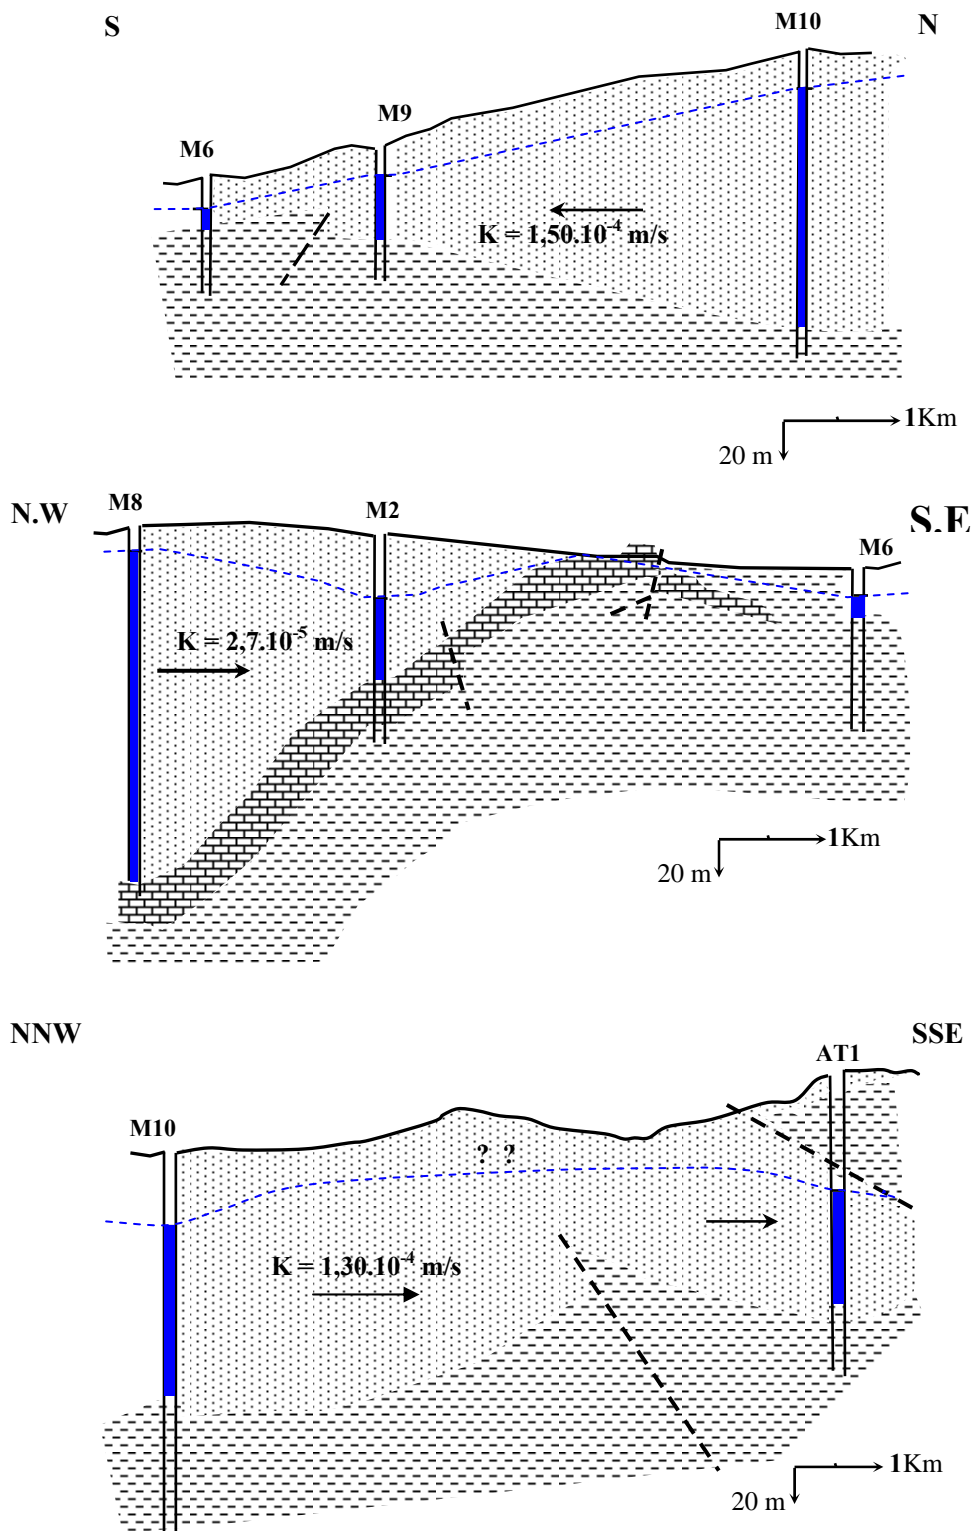 S N
M10
M9
M6
K = 1,50.10⁻⁴ m/s
1Km
20 m
N.W S.E
M8 M2
M6
K = 2,7.10⁻⁵ m/s
1Km
20 m
NNW SSE
AT1
M10
? ?
K = 1,30.10⁻⁴ m/s
1Km
20 m